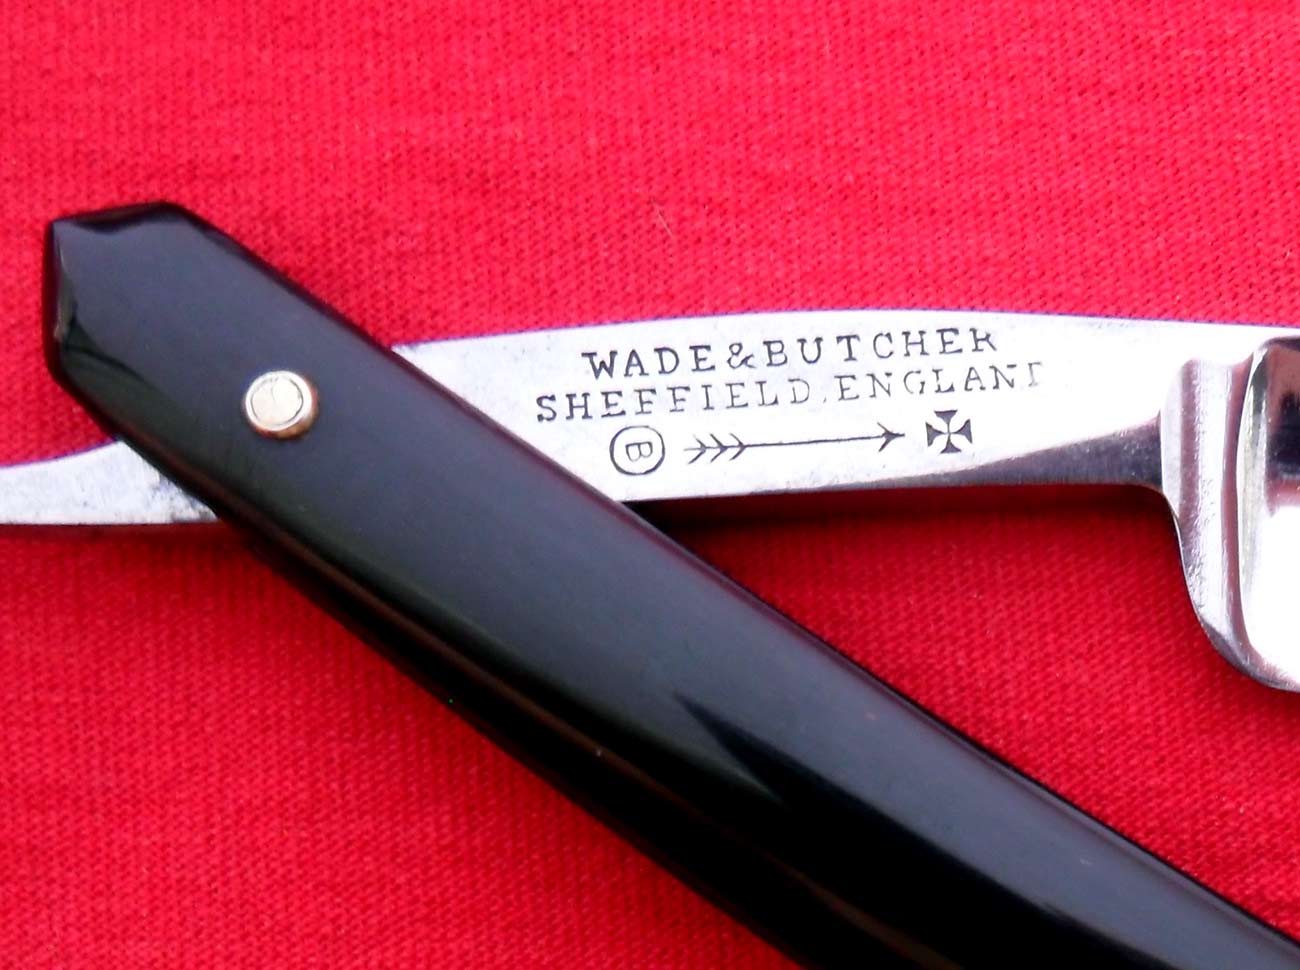 WADE & BUTCHER
SHEFFIELD, ENGLAND
B